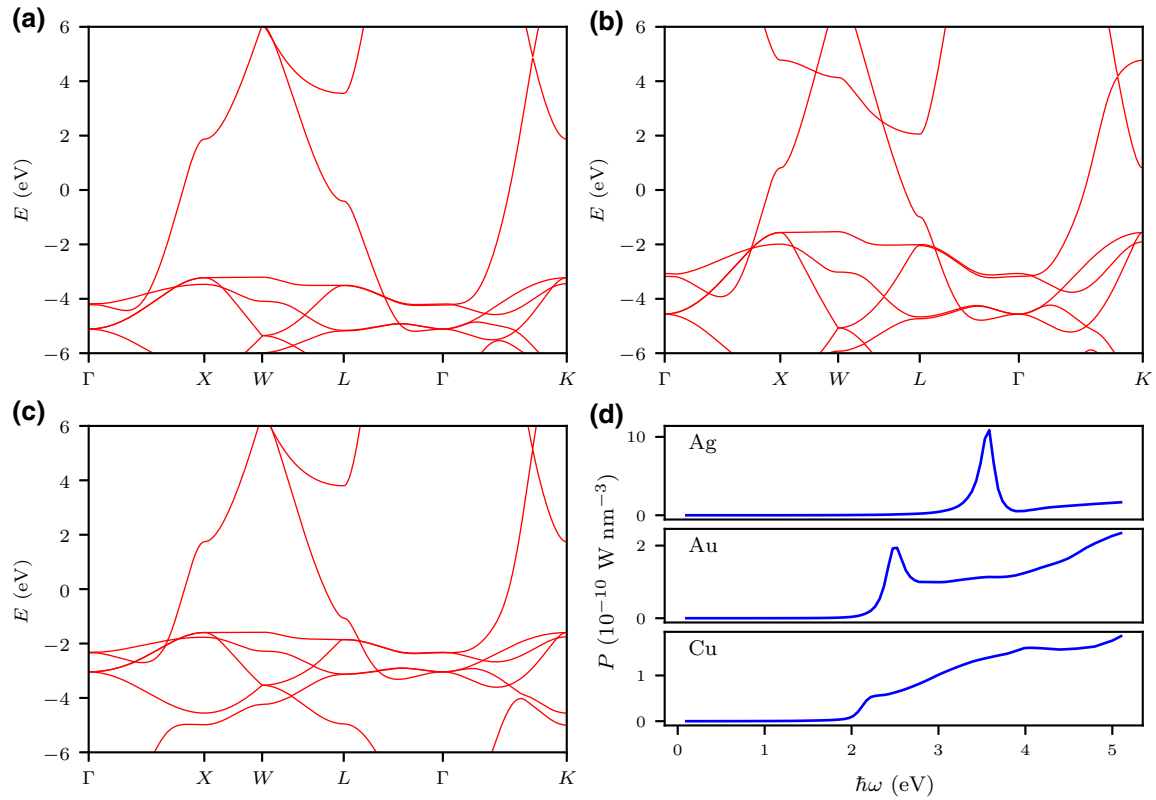 (a)
6
4
2
0
−2
−4
−6
E (eV)
Γ X W L Γ K
(b)
6
4
2
0
−2
−4
−6
E (eV)
Γ X W L Γ K
(c)
6
4
2
0
−2
−4
−6
E (eV)
Γ X W L Γ K
(d)
P (10⁻¹⁰ W nm⁻³)
10
0
Ag
2
0
Au
1
0
Cu
0 1 2 3 4 5
ℏω (eV)